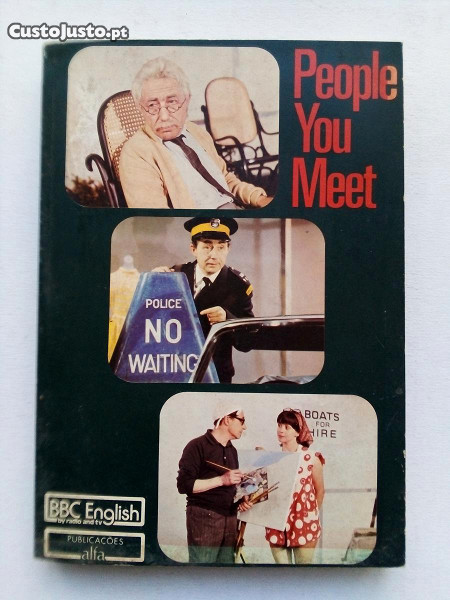 CustoJusto.pt
People
You
Meet
POLICE
NO
WAITING
BOATS
FOR
HIRE
BBC English
by radio and tv
PUBLICAÇÕES
alfa